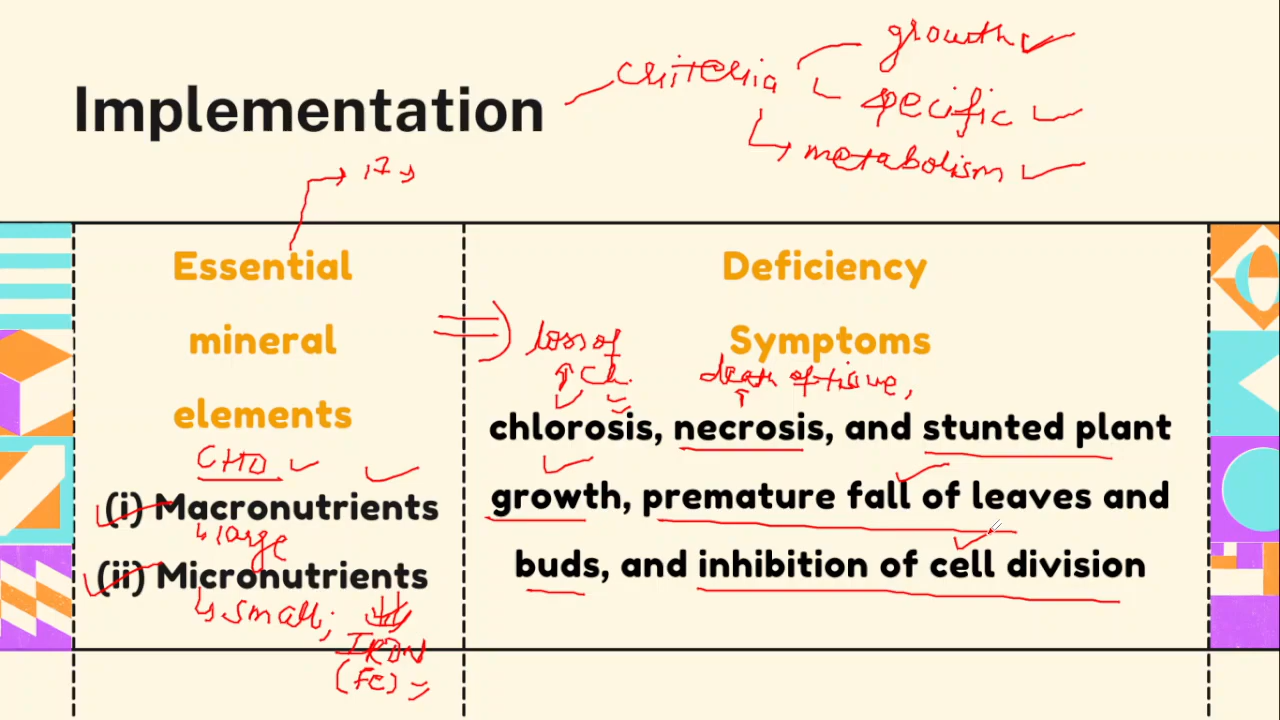 growth
criteria
Implementation
specific
metabolism
17
Essential
Deficiency
mineral
Symptoms
loss of
elements
Ch.
death of tissue,
chlorosis, necrosis, and stunted plant
CHO
(i) Macronutrients
growth, premature fall of leaves and
large
(ii) Micronutrients
buds, and inhibition of cell division
small;
IRON
(Fe)